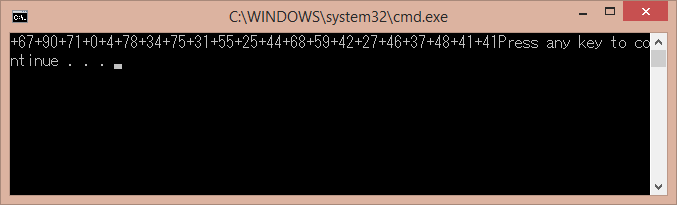 C:\WINDOWS\system32\cmd.exe
+67+90+71+0+4+78+34+75+31+55+25+44+68+59+42+27+46+37+48+41+41Press any key to co
ntinue . . .